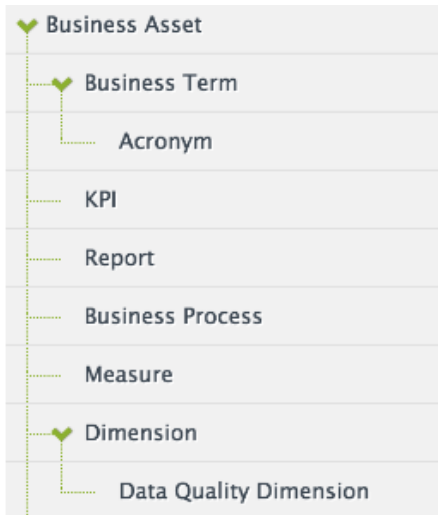 Business Asset
Business Term
Acronym
KPI
Report
Business Process
Measure
Dimension
Data Quality Dimension